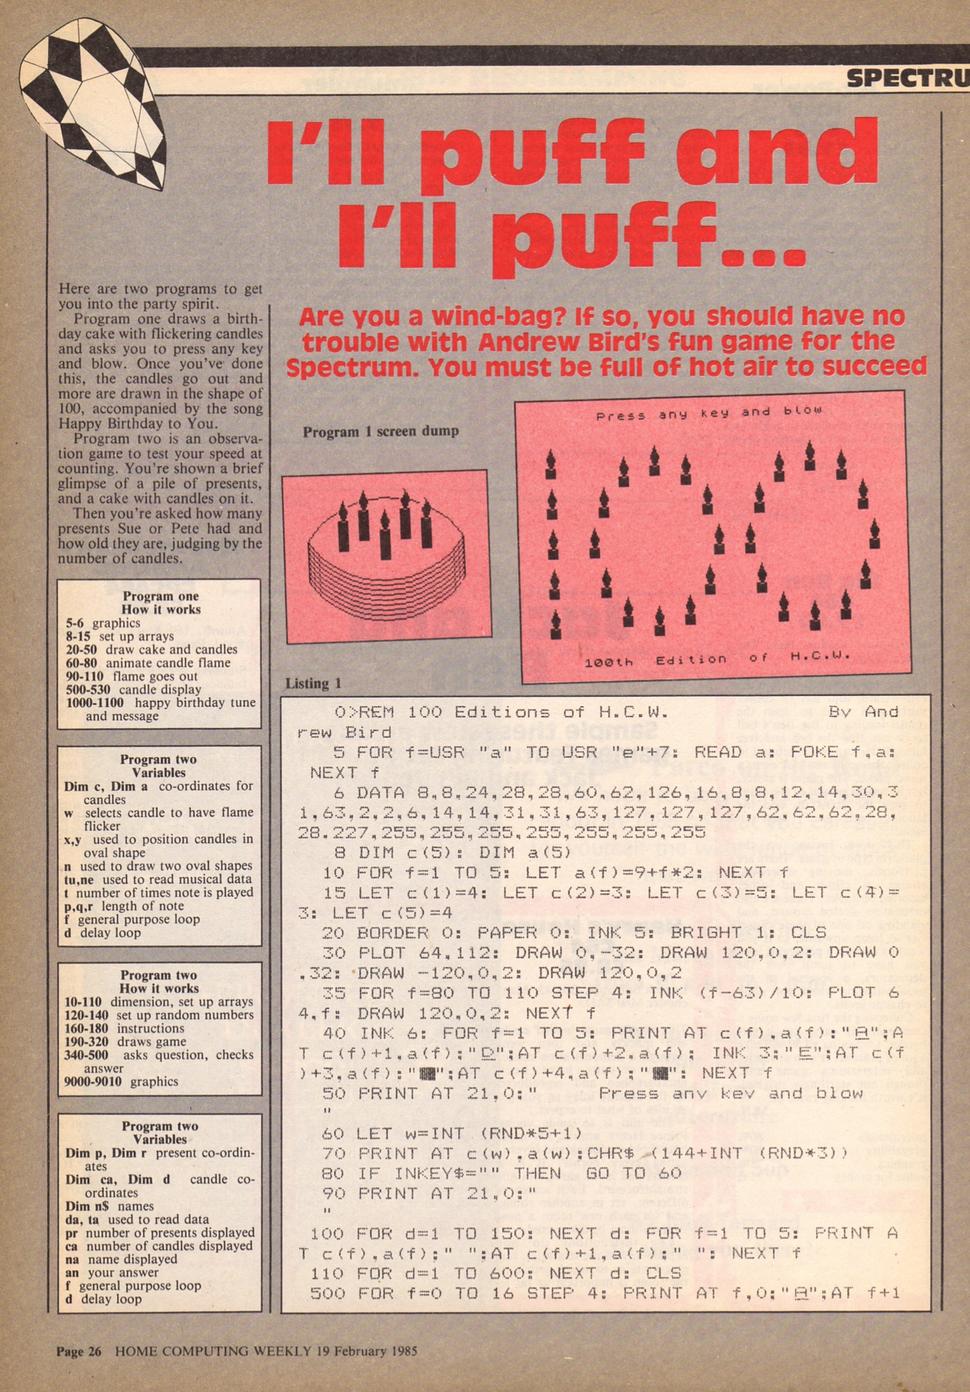 SPECTRU
I'll puff and
I'll puff...
Here are two programs to get
you into the party spirit.
Program one draws a birth-
day cake with flickering candles
and asks you to press any key
and blow. Once you've done
this, the candles go out and
more are drawn in the shape of
100, accompanied by the song
Happy Birthday to You.
Program two is an observa-
tion game to test your speed at
counting. You're shown a brief
glimpse of a pile of presents,
and a cake with candles on it.
Then you're asked how many
presents Sue or Pete had and
how old they are, judging by the
number of candles.
Program one
How it works
5-6 graphics
8-15 set up arrays
20-50 draw cake and candles
60-80 animate candle flame
90-110 flame goes out
500-530 candle display
1000-1100 happy birthday tune
and message
Program two
Variables
Dim c, Dim a co-ordinates for
candles
w selects candle to have flame
flicker
x,y used to position candles in
oval shape
n used to draw two oval shapes
tu,ne used to read musical data
t number of times note is played
p,q,r length of note
f general purpose loop
d delay loop
Program two
How it works
10-110 dimension, set up arrays
120-140 set up random numbers
160-180 instructions
190-320 draws game
340-500 asks question, checks
answer
9000-9010 graphics
Program two
Variables
Dim p, Dim r present co-ordin-
ates
Dim ca, Dim d candle co-
ordinates
Dim n$ names
da, ta used to read data
pr number of presents displayed
ca number of candles displayed
na name displayed
an your answer
f general purpose loop
d delay loop
Are you a wind-bag? If so, you should have no
trouble with Andrew Bird's fun game for the
Spectrum. You must be full of hot air to succeed
Program 1 screen dump
Press any key and blow
100th Edition of H.C.W.
Listing 1
0>REM 100 Editions of H.C.W. By And
rew Bird
5 FOR f=USR "a" TO USR "e"+7: READ a: POKE f,a:
NEXT f
6 DATA 8,8,24,28,28,60,62,126,16,8,8,12,14,30,3
1,63,2,2,6,14,14,31,31,63,127,127,127,62,62,62,28,
28,227,255,255,255,255,255,255,255
8 DIM c(5): DIM a(5)
10 FOR f=1 TO 5: LET a(f)=9+f*2: NEXT f
15 LET c(1)=4: LET c(2)=3: LET c(3)=5: LET c(4)=
3: LET c(5)=4
20 BORDER 0: PAPER 0: INK 5: BRIGHT 1: CLS
30 PLOT 64,112: DRAW 0,-32: DRAW 120,0,2: DRAW 0
,32: DRAW -120,0,2: DRAW 120,0,2
35 FOR f=80 TO 110 STEP 4: INK (f-63)/10: PLOT 6
4,f: DRAW 120,0,2: NEXT f
40 INK 6: FOR f=1 TO 5: PRINT AT c(f),a(f);"A";A
T c(f)+1,a(f);"D";AT c(f)+2,a(f); INK 3;"E";AT c(f
)+3,a(f);"▩";AT c(f)+4,a(f);"▩": NEXT f
50 PRINT AT 21,0;" Press any key and blow
"
60 LET w=INT (RND*5+1)
70 PRINT AT c(w),a(w);CHR$ (144+INT (RND*3))
80 IF INKEY$="" THEN GO TO 60
90 PRINT AT 21,0;"
"
100 FOR d=1 TO 150: NEXT d: FOR f=1 TO 5: PRINT A
T c(f),a(f);" ";AT c(f)+1,a(f);" ": NEXT f
110 FOR d=1 TO 600: NEXT d: CLS
500 FOR f=0 TO 16 STEP 4: PRINT AT f,0;"A";AT f+1
Page 26 HOME COMPUTING WEEKLY 19 February 1985